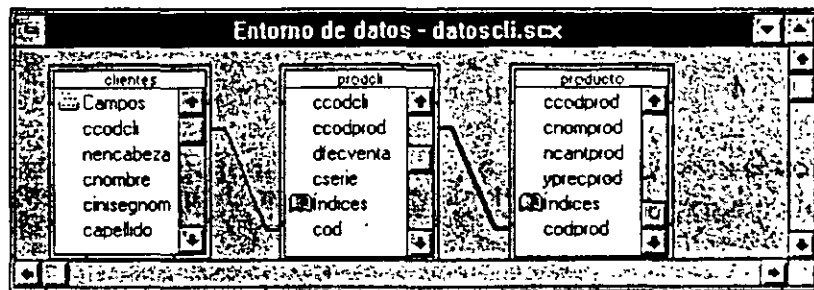 Entorno de datos - datoscli.scx
clientes
Campos
ccodcli
nencabeza
cnombre
cinisegnom
capellido
prodcli
ccodcli
ccodprod
dfecventa
cserie
Indices
cod
producto
ccodprod
cnomprod
ncantprod
yprecprod
Indices
codprod